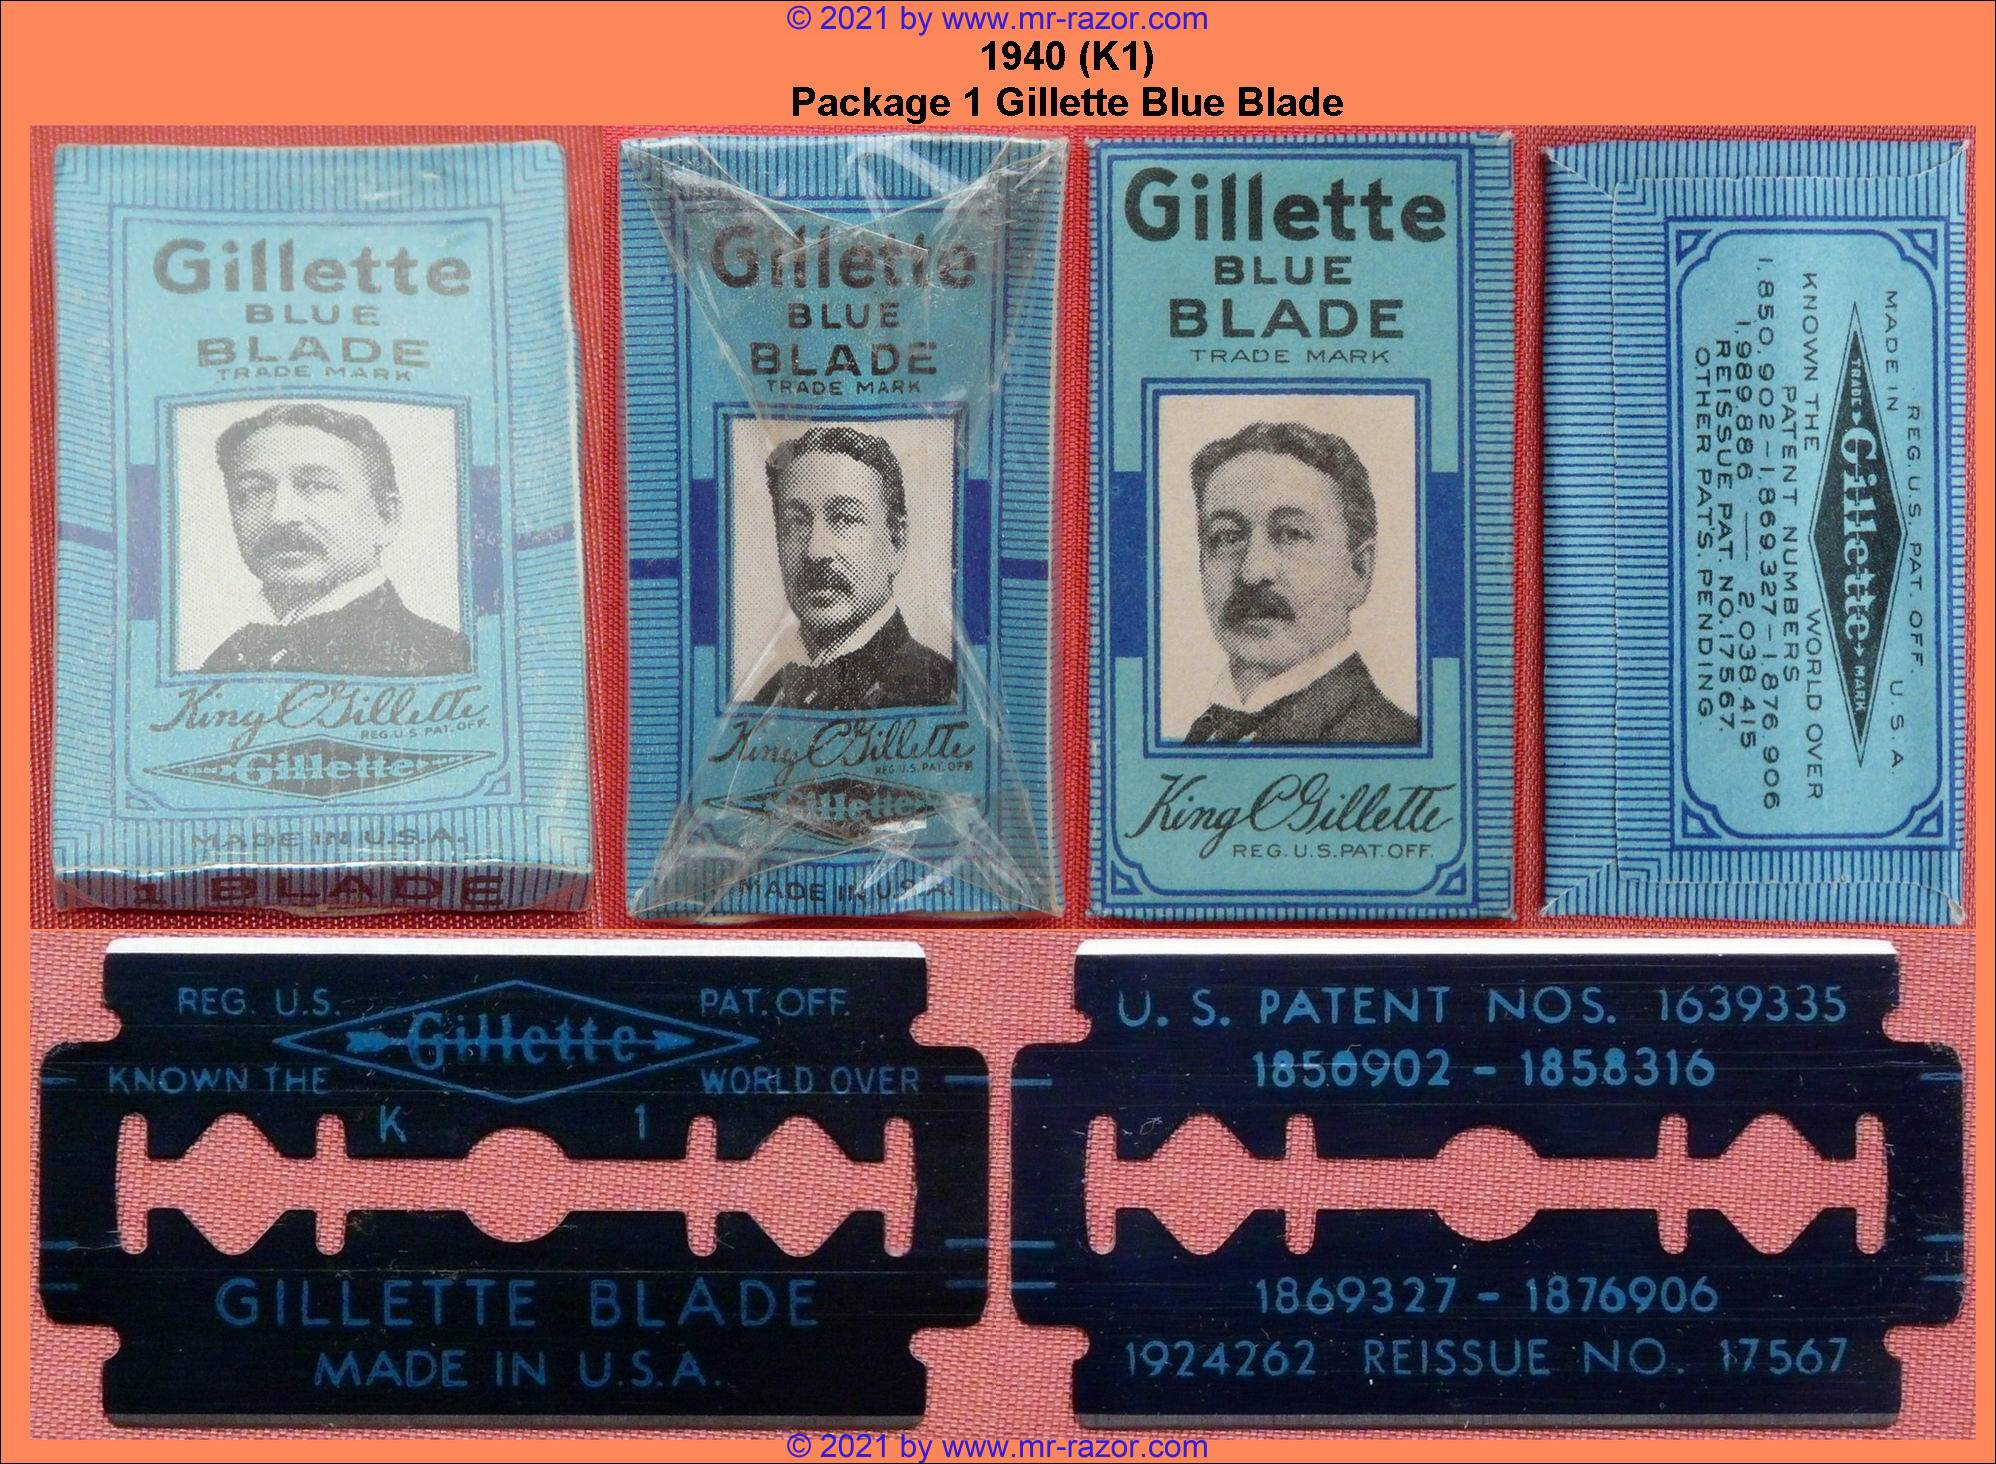 © 2021 by www.mr-razor.com
1940 (K1)
Package 1 Gillette Blue Blade
Gillette
BLUE
BLADE
TRADE MARK
King C Gillette
REG. U.S. PAT. OFF.
Gillette
MADE IN U.S.A.
1 BLADE
Gillette
BLUE
BLADE
TRADE MARK
King C Gillette
REG. U.S. PAT. OFF.
Gillette
MADE IN U.S.A.
Gillette
BLUE
BLADE
TRADE MARK
King C Gillette
REG. U.S. PAT. OFF.
REG. U.S. PAT. OFF.
MADE IN U.S.A.
TRADE Gillette MARK
KNOWN THE WORLD OVER
PATENT NUMBERS
1,850,902-1,869,327-1,876,906
1,989,886 — 2,038,415
REISSUE PAT. NO. 17567.
OTHER PATS. PENDING
REG. U.S. PAT. OFF.
Gillette
KNOWN THE WORLD OVER
K 1
GILLETTE BLADE
MADE IN U.S.A.
U. S. PATENT NOS. 1639335
1850902 - 1858316
1869327 - 1876906
1924262 REISSUE NO. 17567
© 2021 by www.mr-razor.com